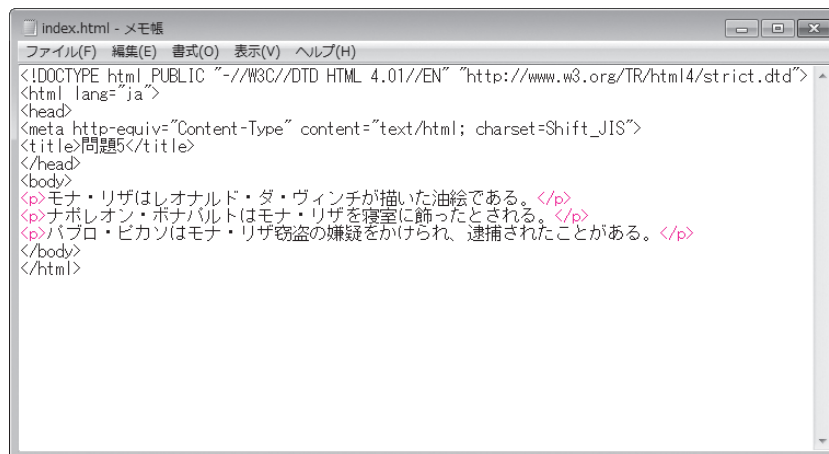 index.html - メモ帳
ファイル(F) 編集(E) 書式(O) 表示(V) ヘルプ(H)
<!DOCTYPE html PUBLIC "-//W3C//DTD HTML 4.01//EN" "http://www.w3.org/TR/html4/strict.dtd">
<html lang="ja">
<head>
<meta http-equiv="Content-Type" content="text/html; charset=Shift_JIS">
<title>問題5</title>
</head>
<body>
<p>モナ・リザはレオナルド・ダ・ヴィンチが描いた油絵である。</p>
<p>ナポレオン・ボナパルトはモナ・リザを寝室に飾ったとされる。</p>
<p>パブロ・ピカソはモナ・リザ窃盗の嫌疑をかけられ、逮捕されたことがある。</p>
</body>
</html>